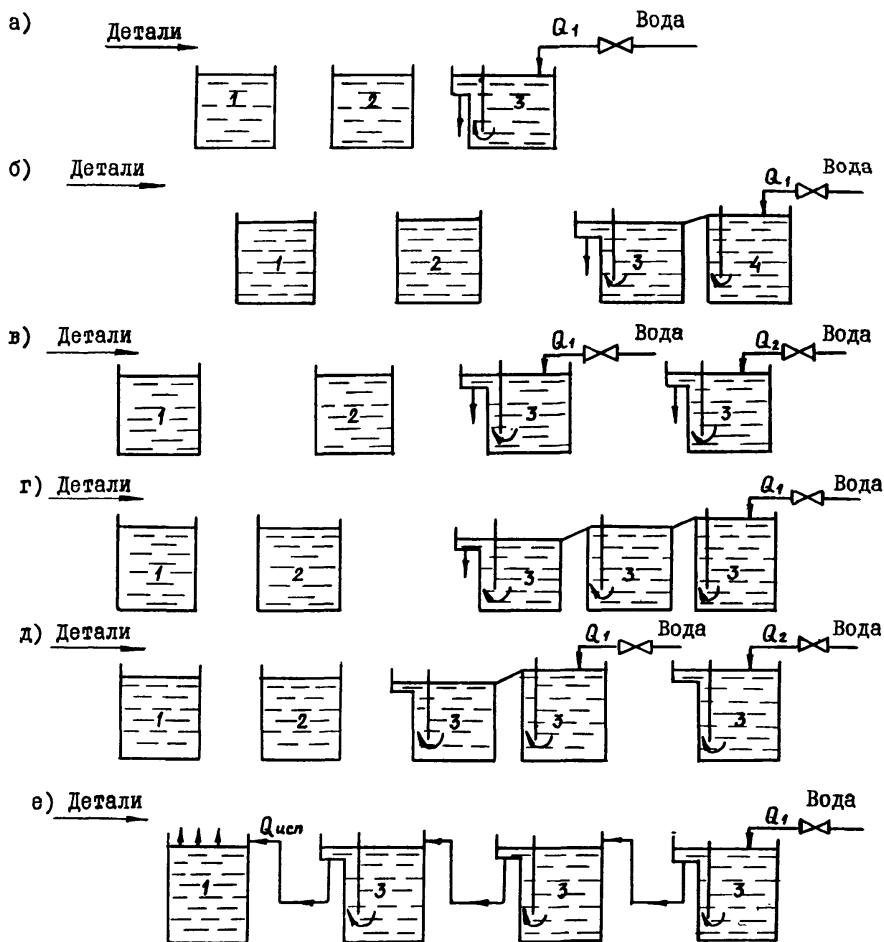 а) Детали Q1 Вода
1 2 3
б) Детали Q1 Вода
1 2 3 4
в) Детали Q1 Вода Q2 Вода
1 2 3 3
г) Детали Q1 Вода
1 2 3 3 3
д) Детали Q1 Вода Q2 Вода
1 2 3 3 3
е) Детали Qисп Q1 Вода
1 3 3 3